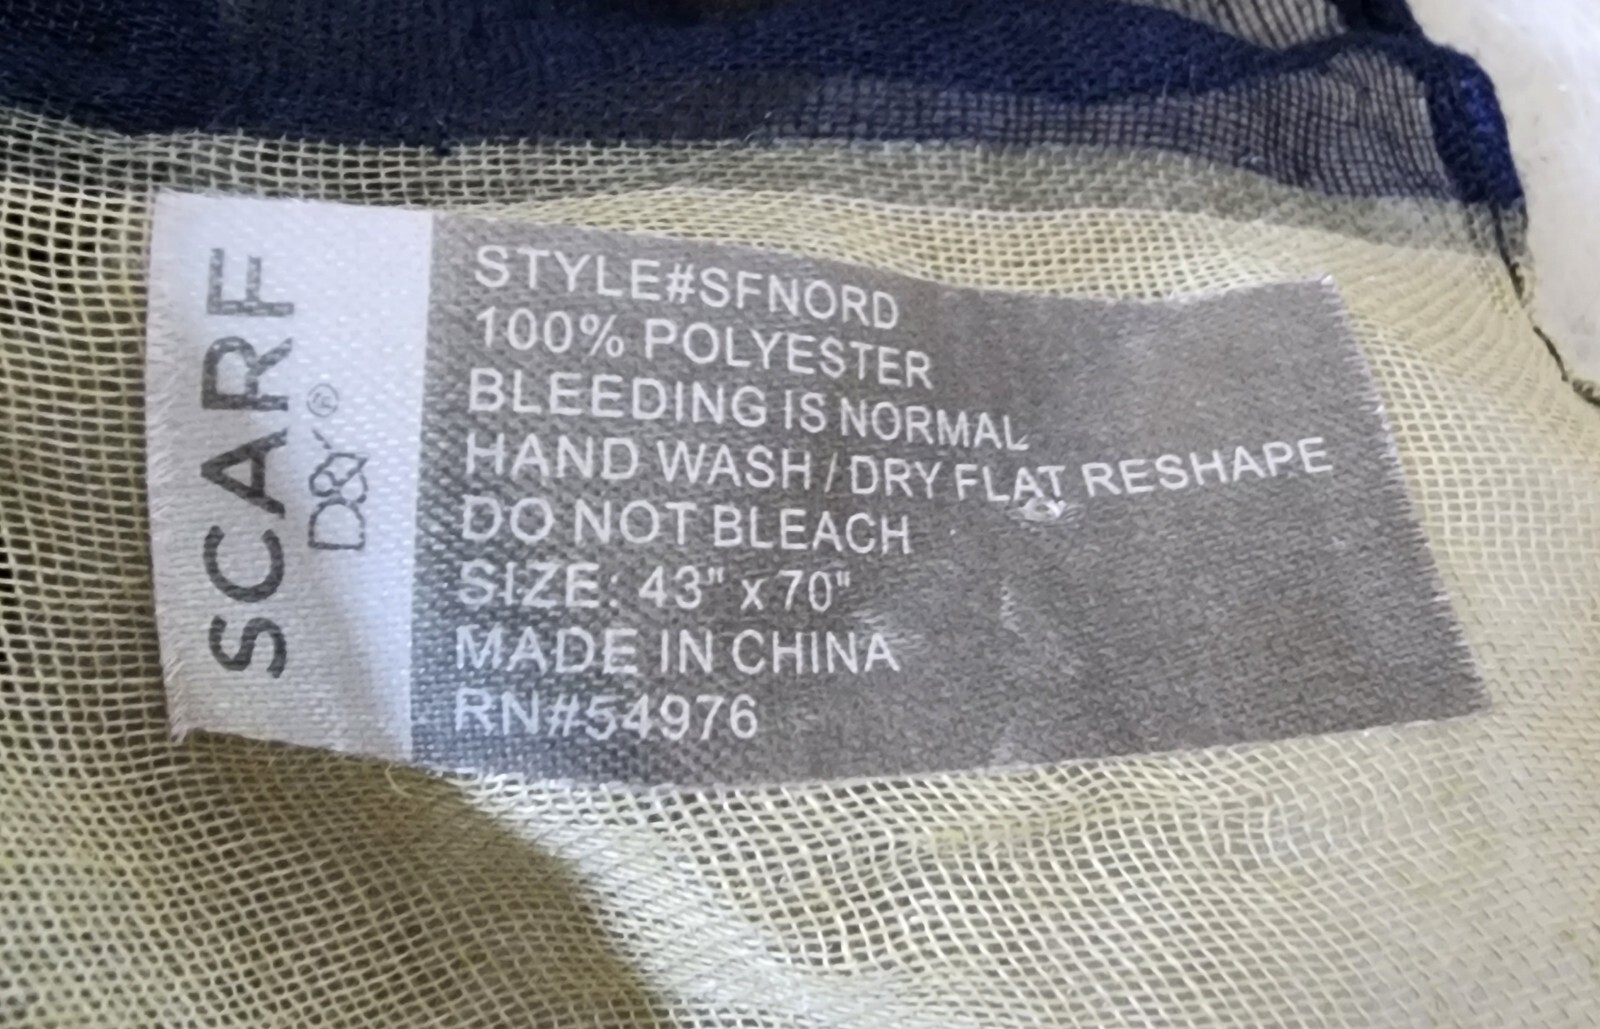 SCARF
D&Y®
STYLE#SFNORD
100% POLYESTER
BLEEDING IS NORMAL
HAND WASH / DRY FLAT RESHAPE
DO NOT BLEACH
SIZE: 43" x 70"
MADE IN CHINA
RN#54976